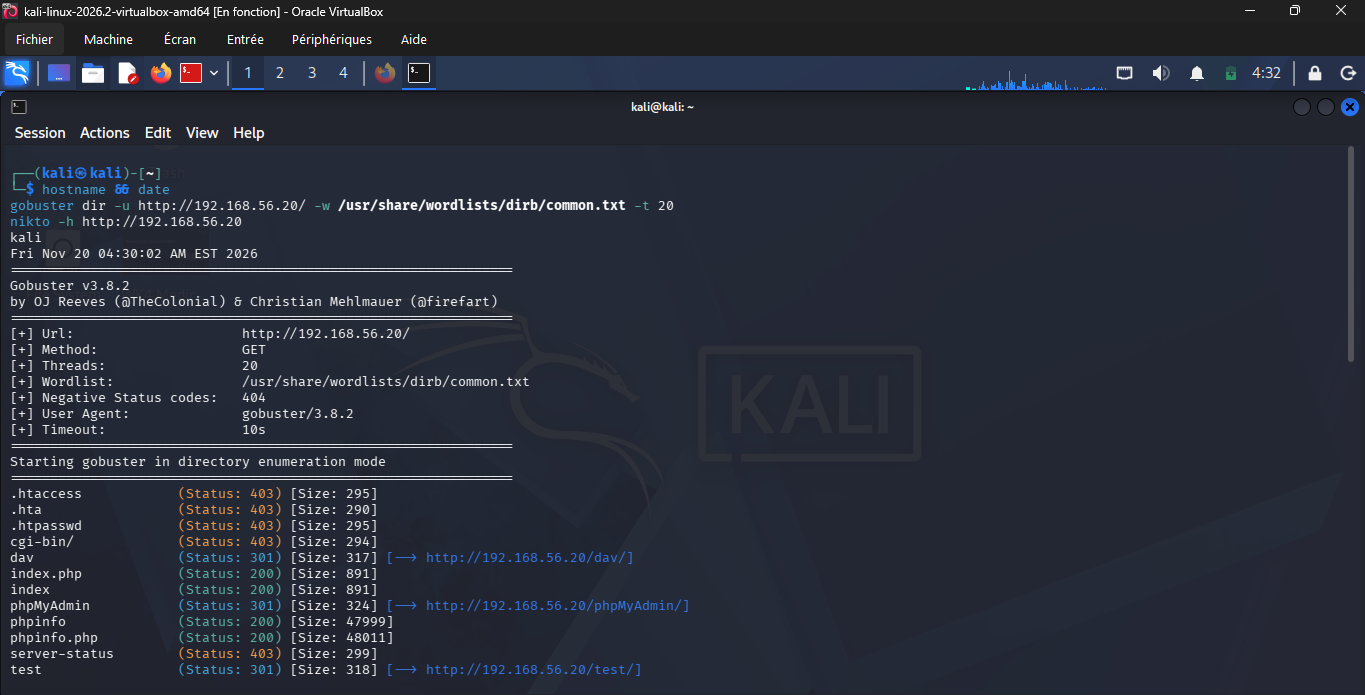 kali-linux-2026.2-virtualbox-amd64 [En fonction] - Oracle VirtualBox
Fichier Machine Écran Entrée Périphériques Aide
1 2 3 4 4:32
kali@kali: ~
Session Actions Edit View Help
┌──(kali㉿kali)-[~]
└─$ hostname && date
gobuster dir -u http://192.168.56.20/ -w /usr/share/wordlists/dirb/common.txt -t 20
nikto -h http://192.168.56.20
kali
Fri Nov 20 04:30:02 AM EST 2026
===============================================================
Gobuster v3.8.2
by OJ Reeves (@TheColonial) & Christian Mehlmauer (@firefart)
===============================================================
[+] Url: http://192.168.56.20/
[+] Method: GET
[+] Threads: 20
[+] Wordlist: /usr/share/wordlists/dirb/common.txt
[+] Negative Status codes: 404
[+] User Agent: gobuster/3.8.2
[+] Timeout: 10s
===============================================================
Starting gobuster in directory enumeration mode
===============================================================
.htaccess (Status: 403) [Size: 295]
.hta (Status: 403) [Size: 290]
.htpasswd (Status: 403) [Size: 295]
cgi-bin/ (Status: 403) [Size: 294]
dav (Status: 301) [Size: 317] [--> http://192.168.56.20/dav/]
index.php (Status: 200) [Size: 891]
index (Status: 200) [Size: 891]
phpMyAdmin (Status: 301) [Size: 324] [--> http://192.168.56.20/phpMyAdmin/]
phpinfo (Status: 200) [Size: 47999]
phpinfo.php (Status: 200) [Size: 48011]
server-status (Status: 403) [Size: 299]
test (Status: 301) [Size: 318] [--> http://192.168.56.20/test/]
KALI